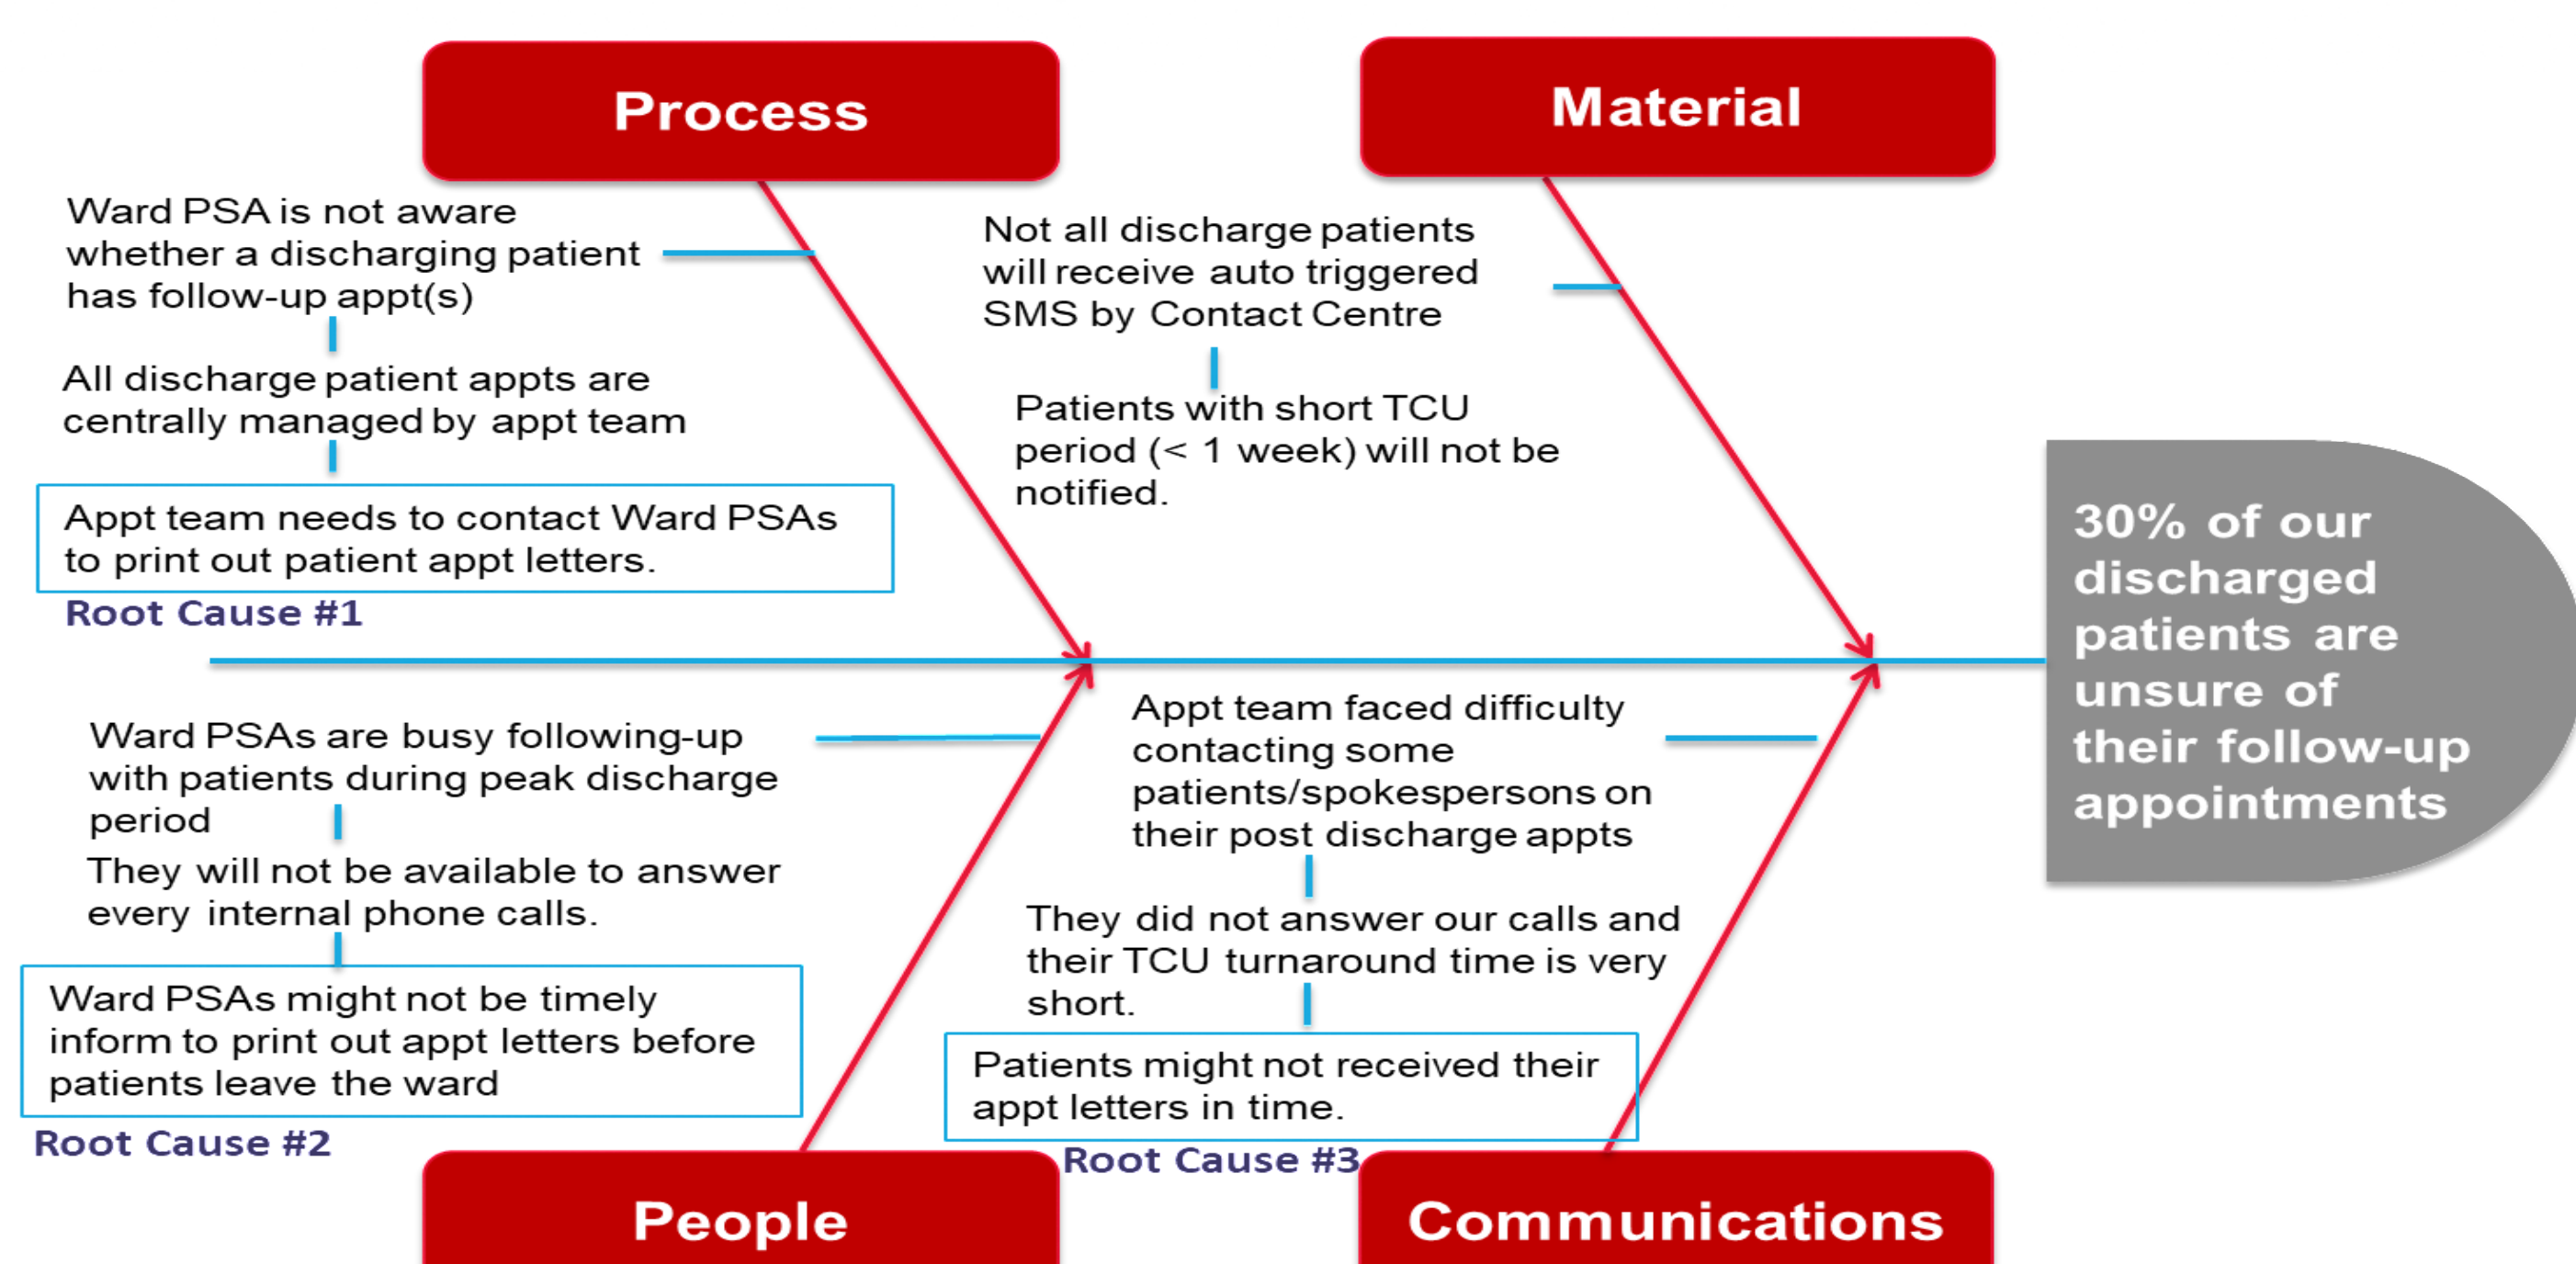 Process
Material
Ward PSA is not aware
whether a discharging patient
has follow-up appt(s)
All discharge patient appts are
centrally managed by appt team
Appt team needs to contact Ward PSAs
to print out patient appt letters.
Root Cause #1
Not all discharge patients
will receive auto triggered
SMS by Contact Centre
Patients with short TCU
period (< 1 week) will not be
notified.
30% of our
discharged
patients are
unsure of
their follow-up
appointments
Ward PSAs are busy following-up
with patients during peak discharge
period
They will not be available to answer
every internal phone calls.
Ward PSAs might not be timely
inform to print out appt letters before
patients leave the ward
Root Cause #2
Appt team faced difficulty
contacting some
patients/spokespersons on
their post discharge appts
They did not answer our calls and
their TCU turnaround time is very
short.
Patients might not received their
appt letters in time.
Root Cause #3
People
Communications